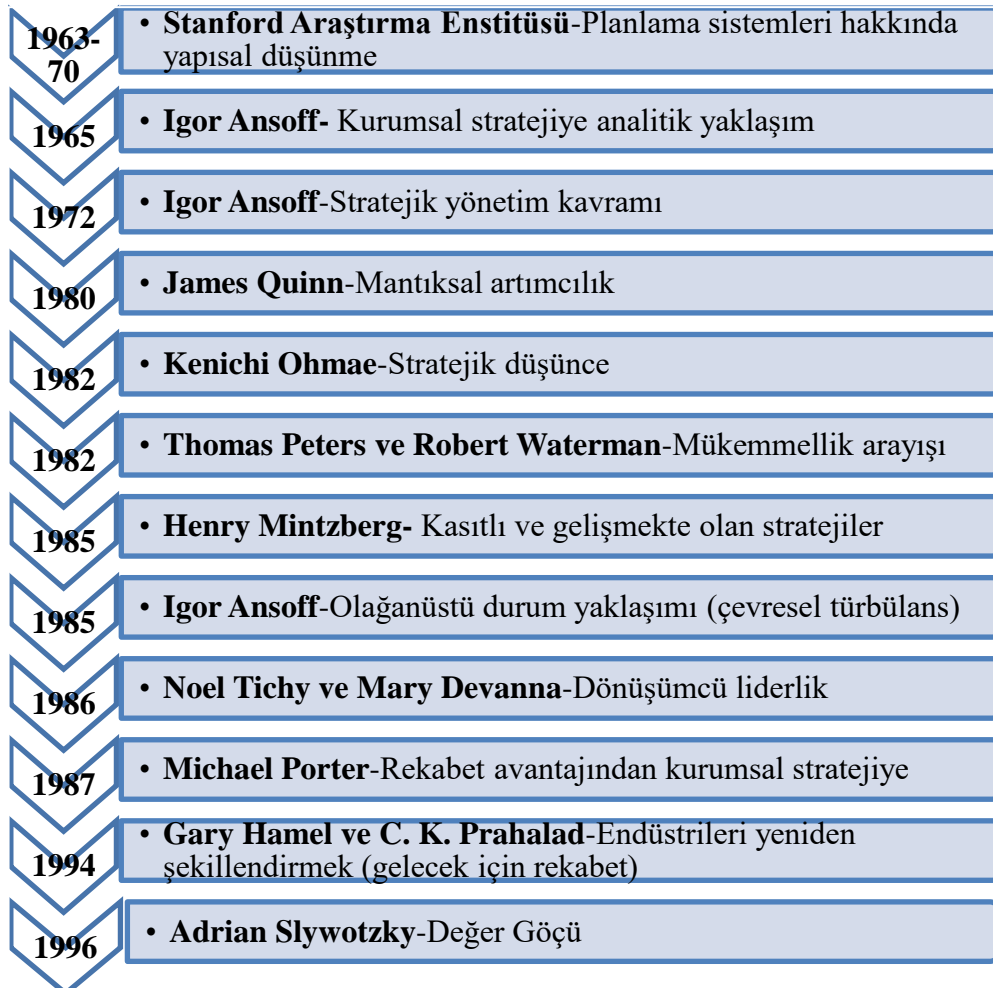 1963-
70
• Stanford Araştırma Enstitüsü-Planlama sistemleri hakkında
yapısal düşünme
1965
• Igor Ansoff- Kurumsal stratejiye analitik yaklaşım
1972
• Igor Ansoff-Stratejik yönetim kavramı
1980
• James Quinn-Mantıksal artımcılık
1982
• Kenichi Ohmae-Stratejik düşünce
1982
• Thomas Peters ve Robert Waterman-Mükemmellik arayışı
1985
• Henry Mintzberg- Kasıtlı ve gelişmekte olan stratejiler
1985
• Igor Ansoff-Olağanüstü durum yaklaşımı (çevresel türbülans)
1986
• Noel Tichy ve Mary Devanna-Dönüşümcü liderlik
1987
• Michael Porter-Rekabet avantajından kurumsal stratejiye
1994
• Gary Hamel ve C. K. Prahalad-Endüstrileri yeniden
şekillendirmek (gelecek için rekabet)
1996
• Adrian Slywotzky-Değer Göçü